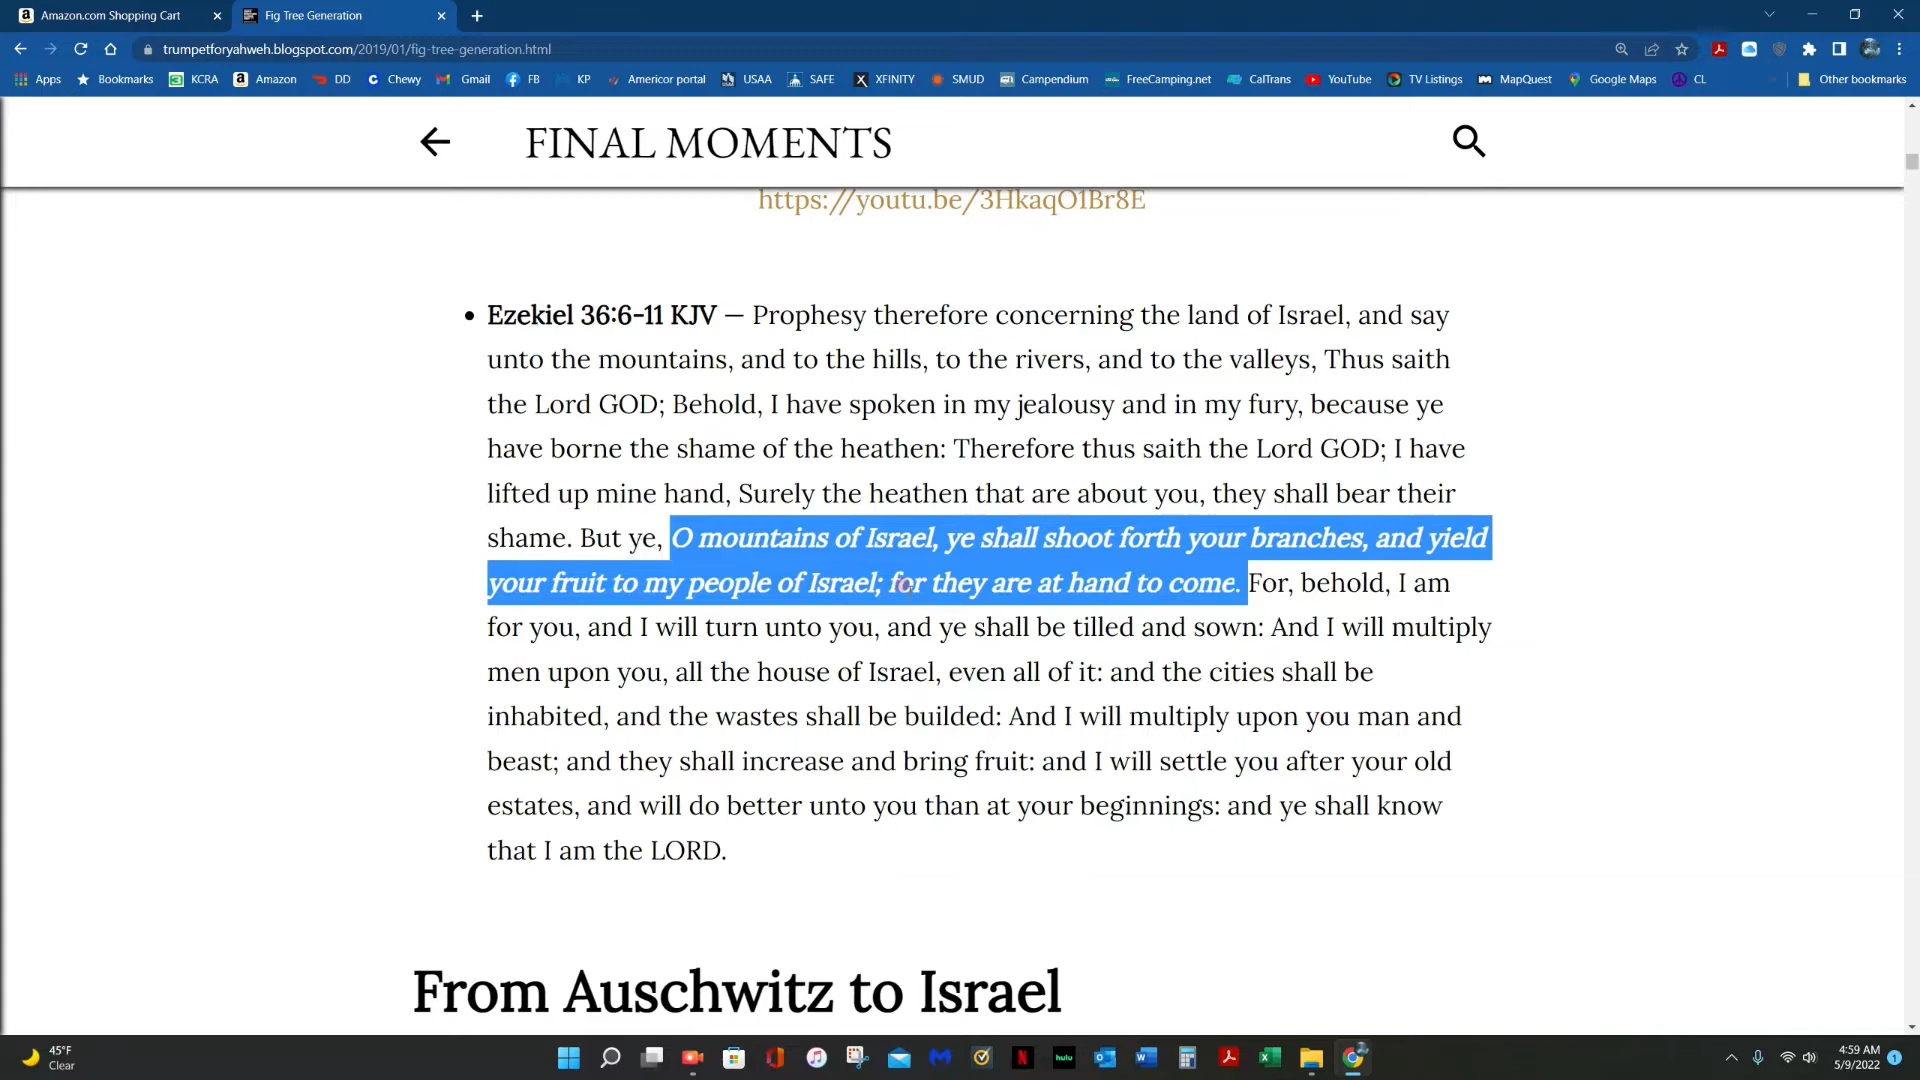 Amazon.com Shopping Cart
Fig Tree Generation
trumpetforyahweh.blogspot.com/2019/01/fig-tree-generation.html
Apps Bookmarks KCRA Amazon DD Chewy Gmail FB KP Americor portal USAA SAFE XFINITY SMUD Campendium FreeCamping.net CalTrans YouTube TV Listings MapQuest Google Maps CL Other bookmarks
FINAL MOMENTS
https://youtu.be/3HkaqO1Br8E
• Ezekiel 36:6-11 KJV — Prophesy therefore concerning the land of Israel, and say
unto the mountains, and to the hills, to the rivers, and to the valleys, Thus saith
the Lord GOD; Behold, I have spoken in my jealousy and in my fury, because ye
have borne the shame of the heathen: Therefore thus saith the Lord GOD; I have
lifted up mine hand, Surely the heathen that are about you, they shall bear their
shame. But ye, O mountains of Israel, ye shall shoot forth your branches, and yield
your fruit to my people of Israel; for they are at hand to come. For, behold, I am
for you, and I will turn unto you, and ye shall be tilled and sown: And I will multiply
men upon you, all the house of Israel, even all of it: and the cities shall be
inhabited, and the wastes shall be builded: And I will multiply upon you man and
beast; and they shall increase and bring fruit: and I will settle you after your old
estates, and will do better unto you than at your beginnings: and ye shall know
that I am the LORD.
From Auschwitz to Israel
45°F
Clear
hulu
4:59 AM
5/9/2022
1